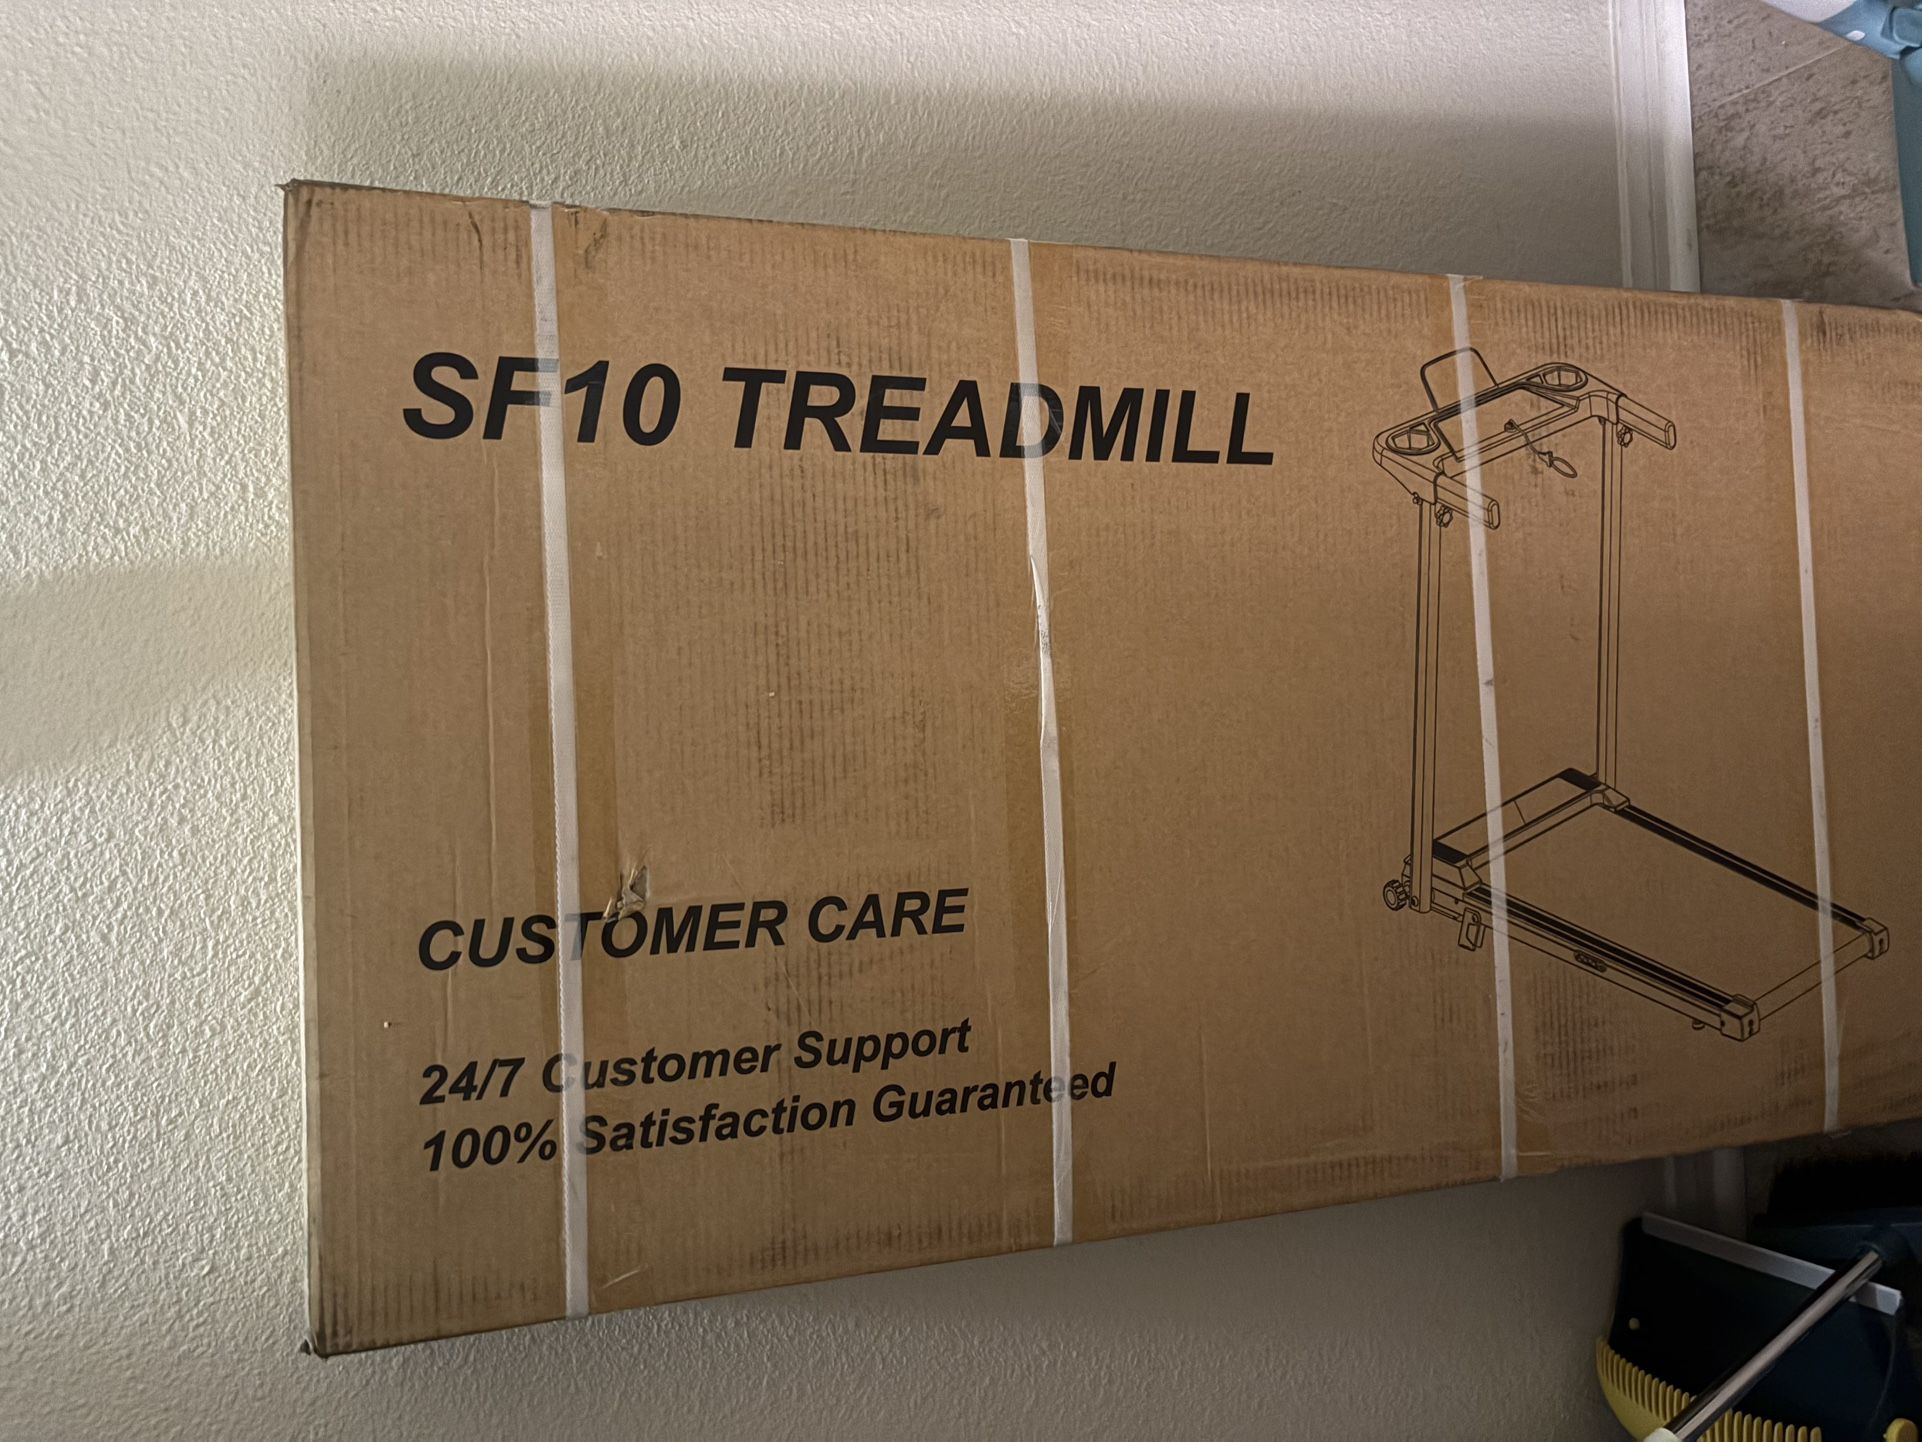 SF10 TREADMILL
CUSTOMER CARE
24/7 Customer Support
100% Satisfaction Guaranteed